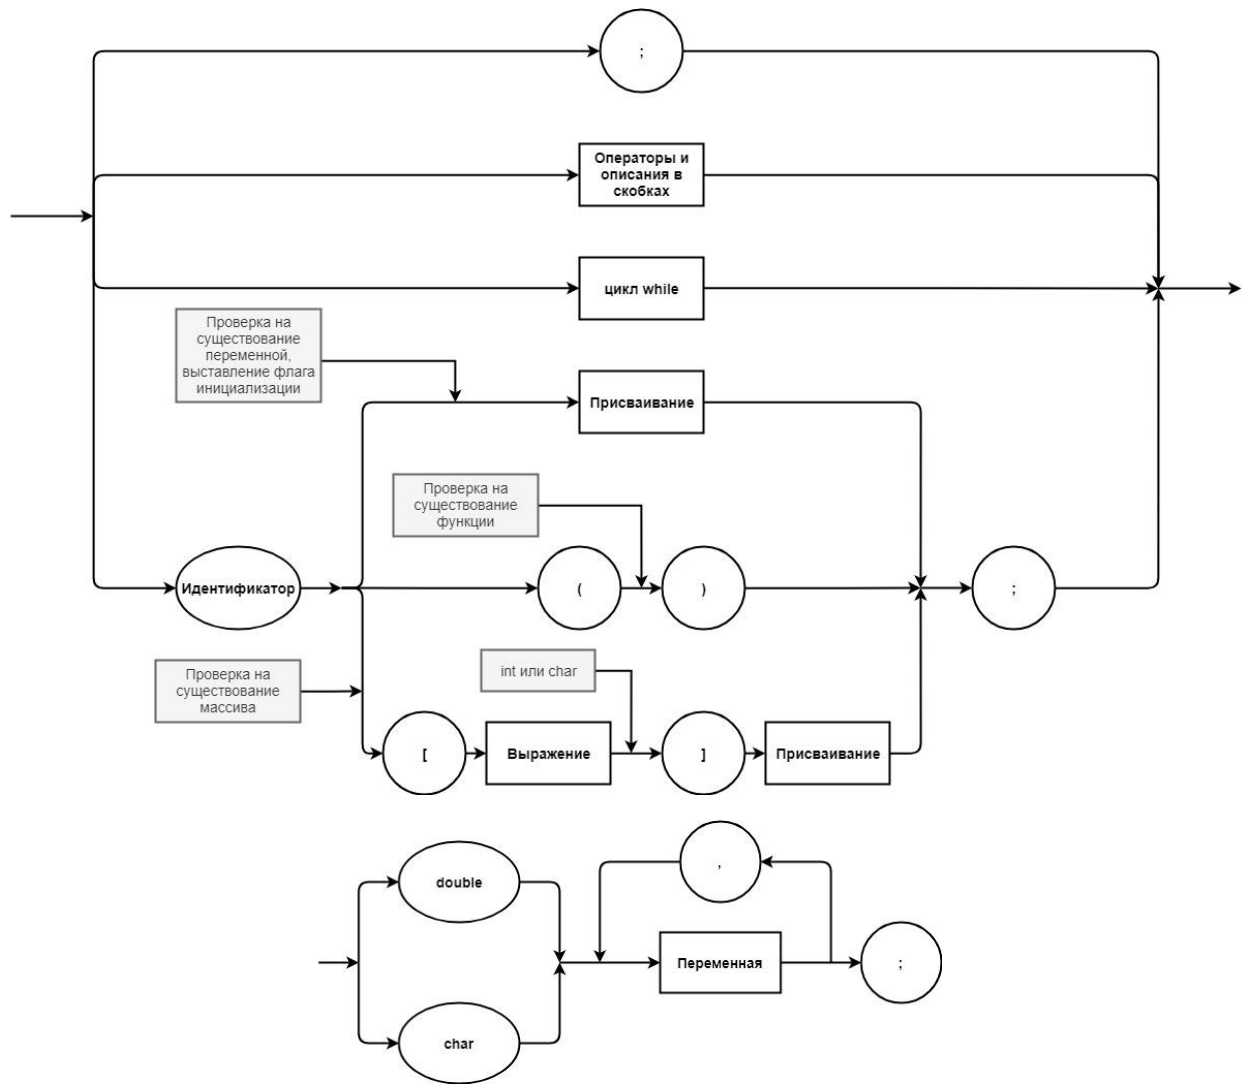 ;
Операторы и
описания в
скобках
цикл while
Проверка на
существование
переменной,
выставление флага
инициализации
Присваивание
Проверка на
существование
функции
Идентификатор
(
)
;
Проверка на
существование
массива
int или char
[
Выражение
]
Присваивание
double
,
Переменная
;
char